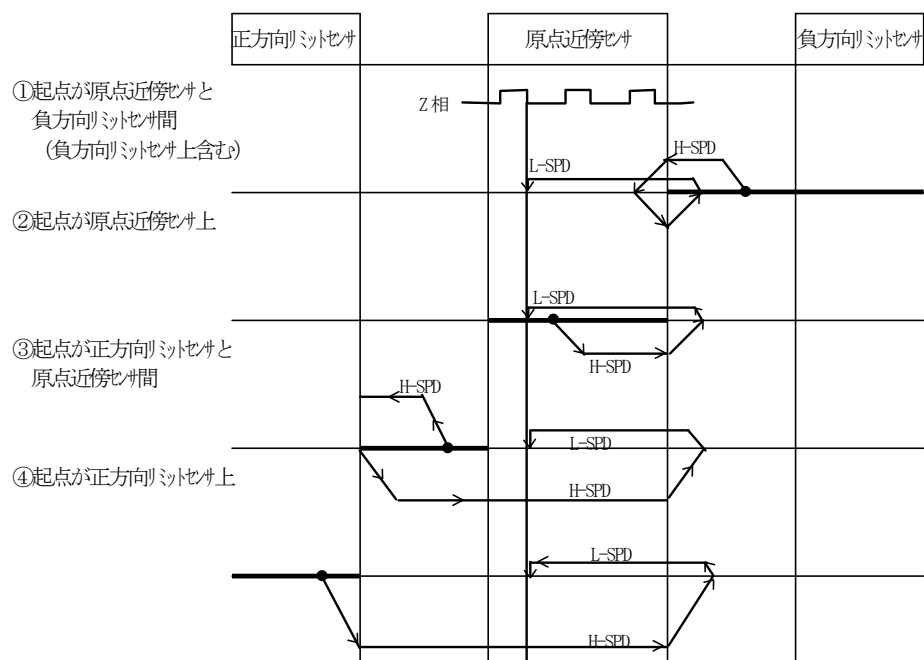 正方向リミットセンサ
原点近傍センサ
負方向リミットセンサ
①起点が原点近傍センサと
負方向リミットセンサ間
(負方向リミットセンサ上含む)
Z相
H-SPD
L-SPD
②起点が原点近傍センサ上
L-SPD
H-SPD
③起点が正方向リミットセンサと
原点近傍センサ間
H-SPD
L-SPD
H-SPD
④起点が正方向リミットセンサ上
L-SPD
H-SPD